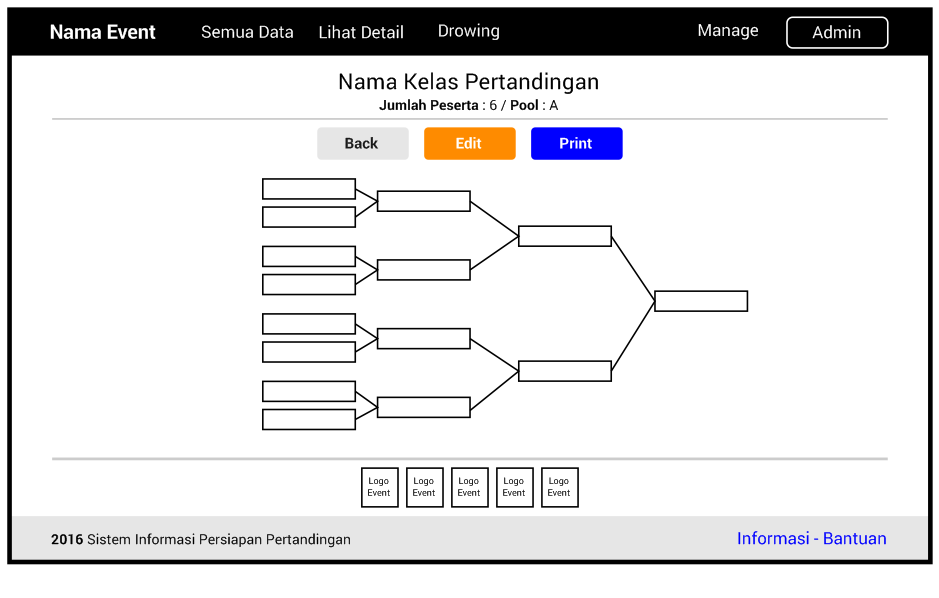 Nama Event Semua Data Lihat Detail Drowing Manage Admin
Nama Kelas Pertandingan
Jumlah Peserta : 6 / Pool : A
Back Edit Print
Logo Logo Logo Logo Logo
Event Event Event Event Event
2016 Sistem Informasi Persiapan Pertandingan Informasi - Bantuan